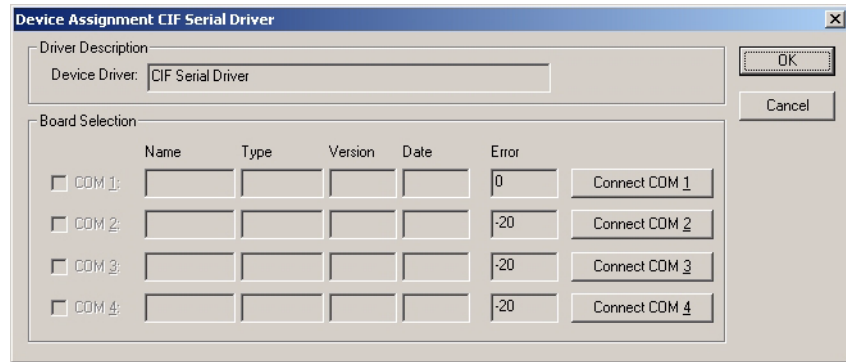 Device Assignment CIF Serial Driver
Driver Description
Device Driver: CIF Serial Driver
OK
Cancel
Board Selection
Name Type Version Date Error
COM 1: 0 Connect COM 1
COM 2: -20 Connect COM 2
COM 3: -20 Connect COM 3
COM 4: -20 Connect COM 4